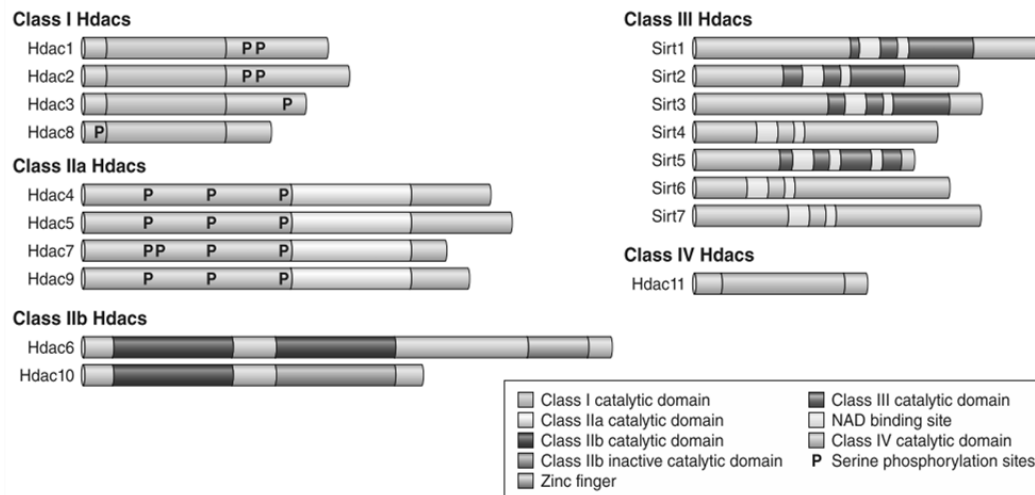 Class I Hdacs
Hdac1 P P
Hdac2 P P
Hdac3 P
Hdac8 P
Class IIa Hdacs
Hdac4 P P P
Hdac5 P P P
Hdac7 P P P P
Hdac9 P P P
Class IIb Hdacs
Hdac6
Hdac10
Class III Hdacs
Sirt1
Sirt2
Sirt3
Sirt4
Sirt5
Sirt6
Sirt7
Class IV Hdacs
Hdac11
Class I catalytic domain
Class IIa catalytic domain
Class IIb catalytic domain
Class IIb inactive catalytic domain
Zinc finger
Class III catalytic domain
NAD binding site
Class IV catalytic domain
P Serine phosphorylation sites